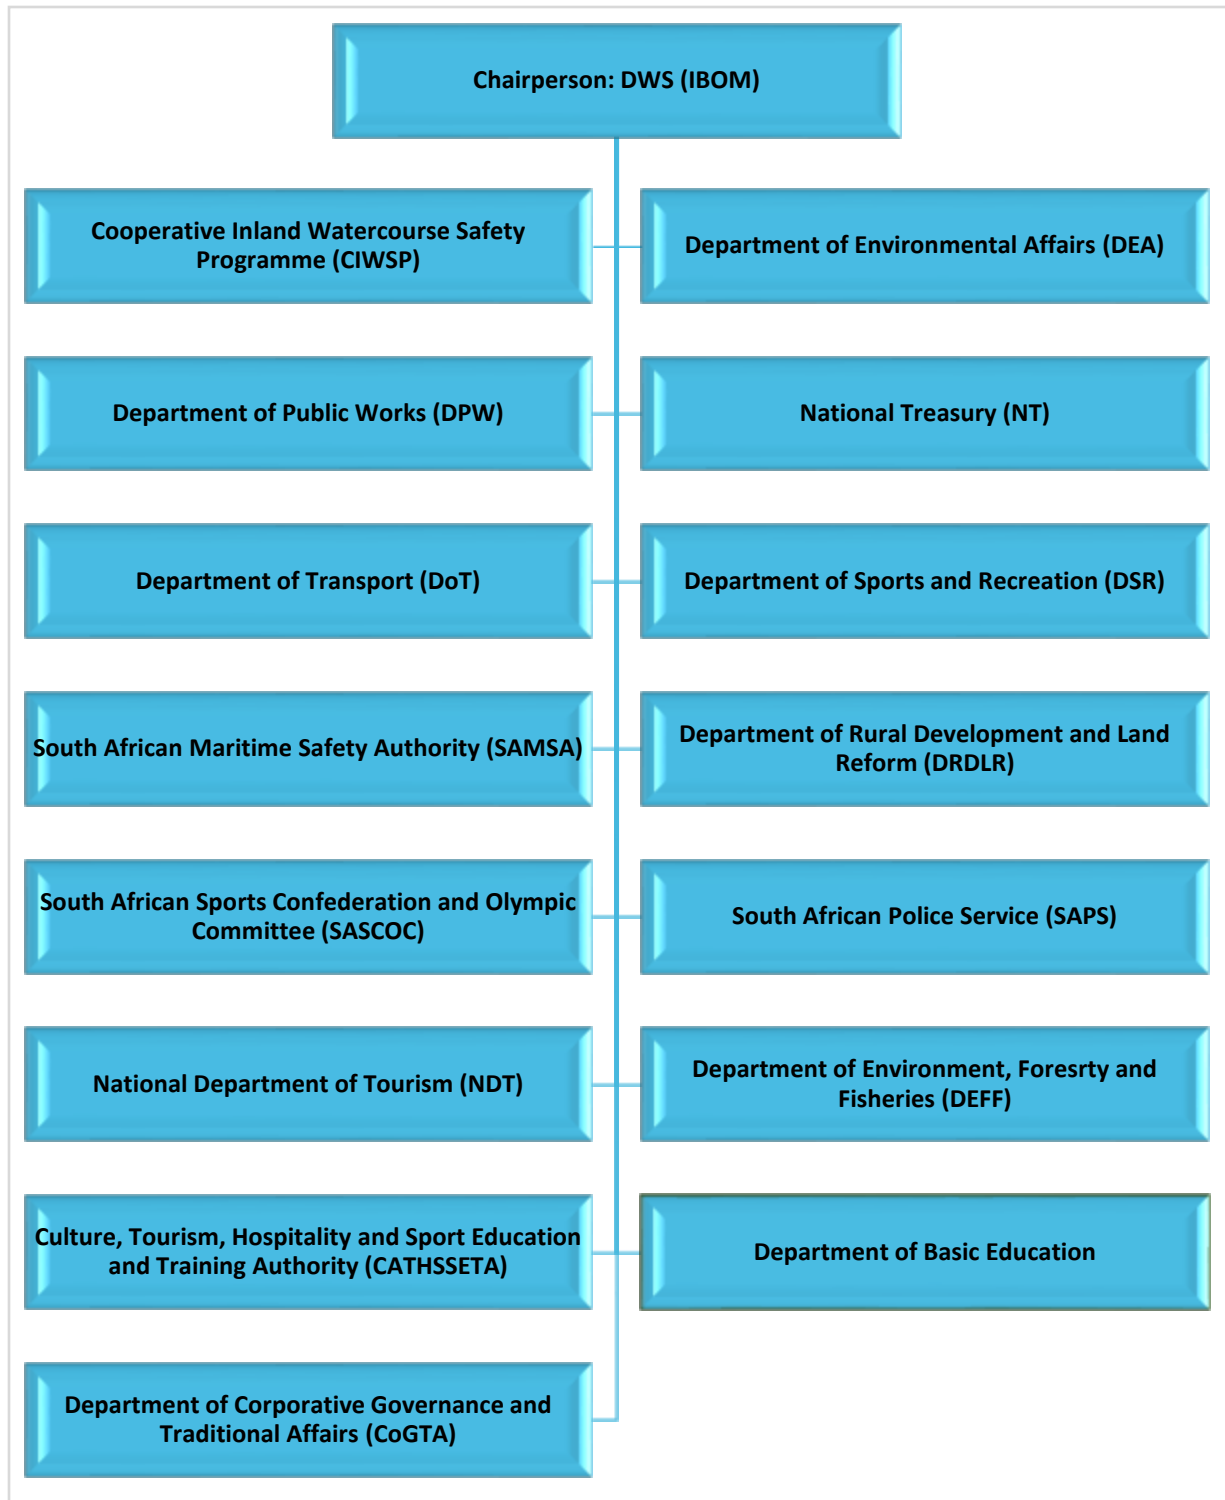 Chairperson: DWS (IBOM)
Cooperative Inland Watercourse Safety
Programme (CIWSP)
Department of Environmental Affairs (DEA)
Department of Public Works (DPW)
National Treasury (NT)
Department of Transport (DoT)
Department of Sports and Recreation (DSR)
South African Maritime Safety Authority (SAMSA)
Department of Rural Development and Land
Reform (DRDLR)
South African Sports Confederation and Olympic
Committee (SASCOC)
South African Police Service (SAPS)
National Department of Tourism (NDT)
Department of Environment, Foresrty and
Fisheries (DEFF)
Culture, Tourism, Hospitality and Sport Education
and Training Authority (CATHSSETA)
Department of Basic Education
Department of Corporative Governance and
Traditional Affairs (CoGTA)